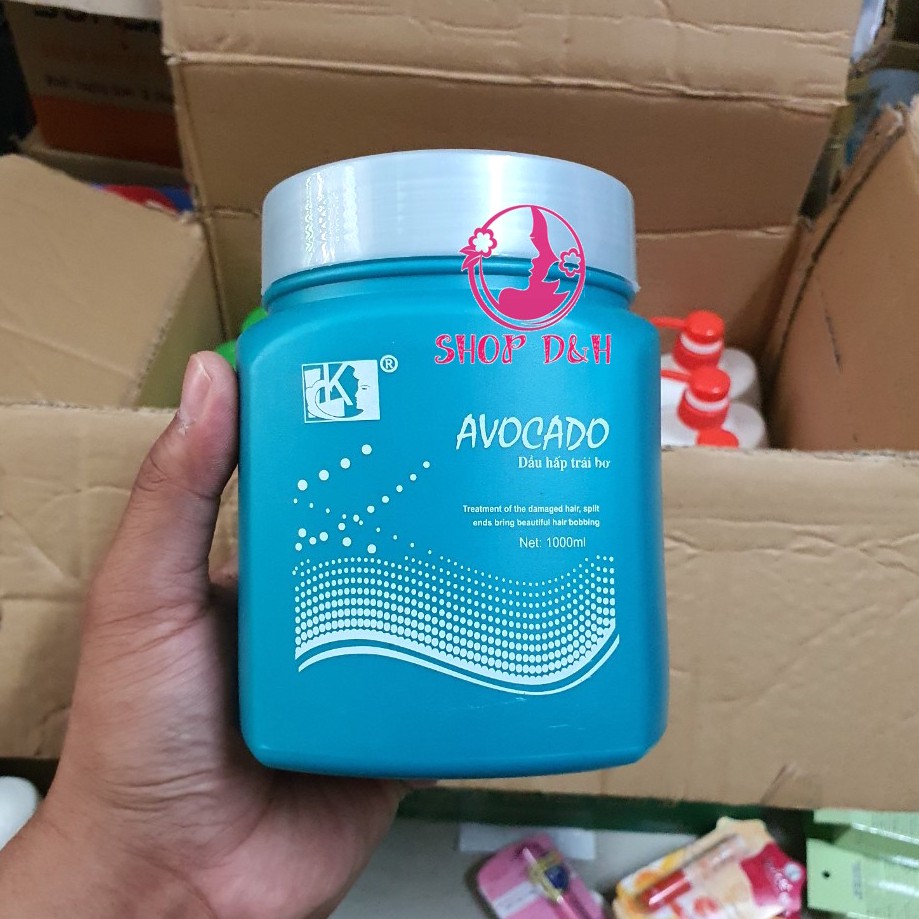 SHOP D&H
K ®
AVOCADO
Dầu hấp trái bơ
Treatment of the damaged hair, split
ends bring beautiful hair bobbing
Net: 1000ml